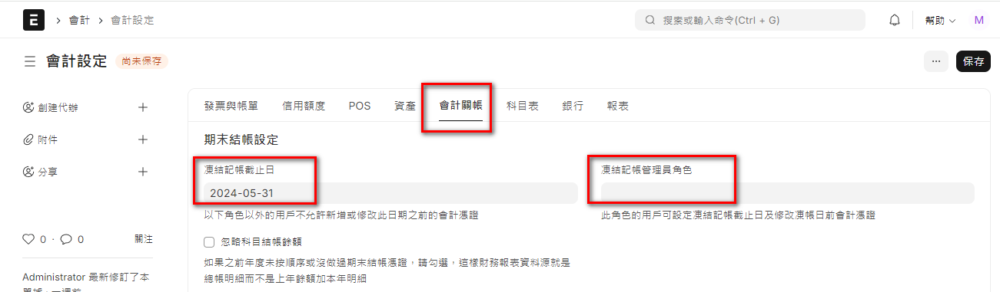 E > 會計 > 會計設定
搜索或輸入命令(Ctrl + G)
幫助
M
會計設定 尚未保存
... 保存
創建代辦 +
附件 +
分享 +
0 · 0 關注
Administrator 最新修訂了本
發票與帳單 信用額度 POS 資產 會計關帳 科目表 銀行 報表
期末結帳設定
凍結記帳截止日
2024-05-31
以下角色以外的用戶不允許新增或修改此日期之前的會計憑證
忽略科目結帳餘額
如果之前年度未按順序或沒做過期末結帳憑證，請勾選，這樣財務報表資料源就是
總帳明細而不是上年餘額加本年明細
凍結記帳管理員角色
此角色的用戶可設定凍結記帳截止日及修改凍帳日前會計憑證